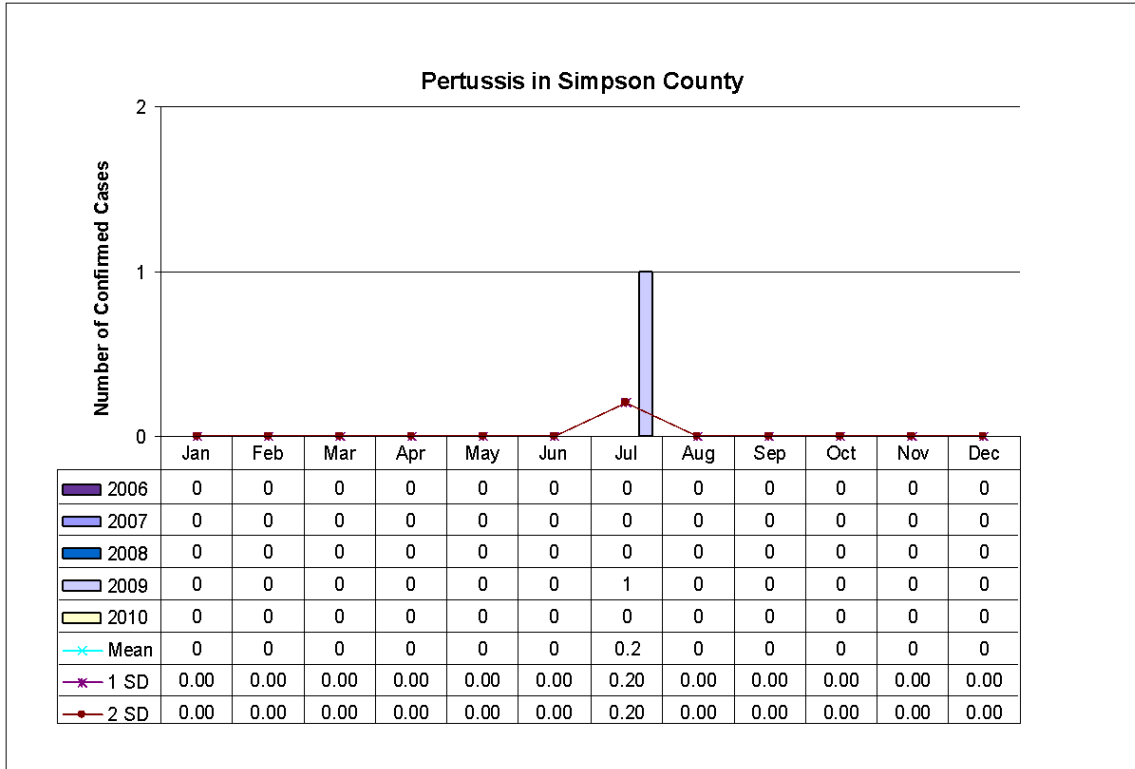 Pertussis in Simpson County
Number of Confirmed Cases
2
1
0
Jan Feb Mar Apr May Jun Jul Aug Sep Oct Nov Dec
2006 0 0 0 0 0 0 0 0 0 0 0 0
2007 0 0 0 0 0 0 0 0 0 0 0 0
2008 0 0 0 0 0 0 0 0 0 0 0 0
2009 0 0 0 0 0 0 1 0 0 0 0 0
2010 0 0 0 0 0 0 0 0 0 0 0 0
Mean 0 0 0 0 0 0 0.2 0 0 0 0 0
1 SD 0.00 0.00 0.00 0.00 0.00 0.00 0.20 0.00 0.00 0.00 0.00 0.00
2 SD 0.00 0.00 0.00 0.00 0.00 0.00 0.20 0.00 0.00 0.00 0.00 0.00